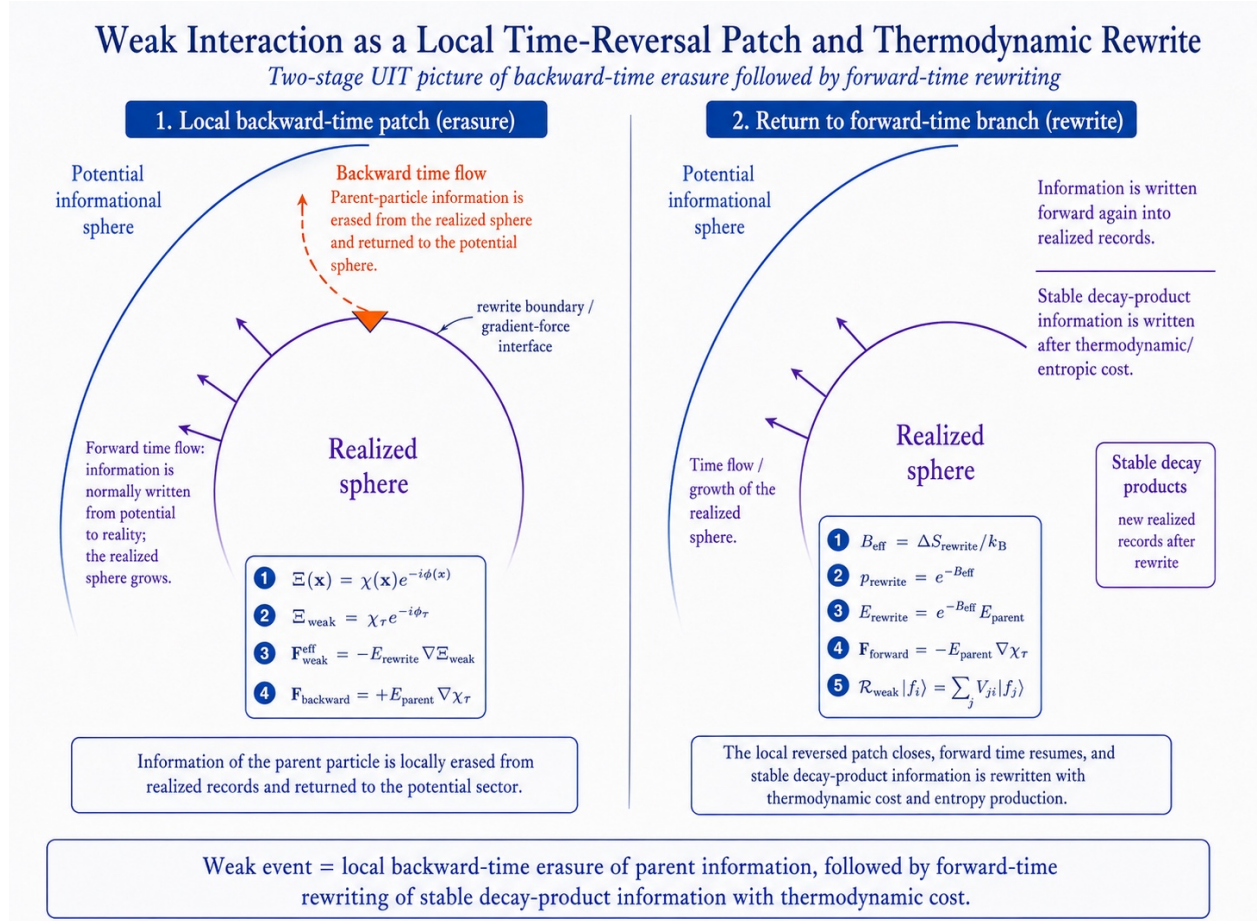 Weak Interaction as a Local Time-Reversal Patch and Thermodynamic Rewrite
Two-stage UIT picture of backward-time erasure followed by forward-time rewriting
1. Local backward-time patch (erasure)
Potential
informational
sphere
Backward time flow
Parent-particle information is
erased from the realized sphere
and returned to the potential
sphere.
rewrite boundary /
gradient-force
interface
Forward time flow:
information is
normally written
from potential
to reality;
the realized
sphere grows.
Realized
sphere
1 Ξ(x) = χ(x)e^{−iϕ(x)}
2 Ξ_weak = χ_τ e^{−iϕ_τ}
3 F^eff_weak = −E_rewrite ∇Ξ_weak
4 F_backward = +E_parent ∇χ_τ
Information of the parent particle is locally erased from
realized records and returned to the potential sector.
2. Return to forward-time branch (rewrite)
Potential
informational
sphere
Information is written
forward again into
realized records.
Stable decay-product
information is written
after thermodynamic/
entropic cost.
Time flow /
growth of the
realized
sphere.
Realized
sphere
Stable decay
products
new realized
records after
rewrite
1 B_eff = ΔS_rewrite/k_B
2 p_rewrite = e^{−B_eff}
3 E_rewrite = e^{−B_eff} E_parent
4 F_forward = −E_parent ∇χ_τ
5 R_weak |f_i⟩ = ∑_j V_ji |f_j⟩
The local reversed patch closes, forward time resumes, and
stable decay-product information is rewritten with
thermodynamic cost and entropy production.
Weak event = local backward-time erasure of parent information, followed by forward-time
rewriting of stable decay-product information with thermodynamic cost.